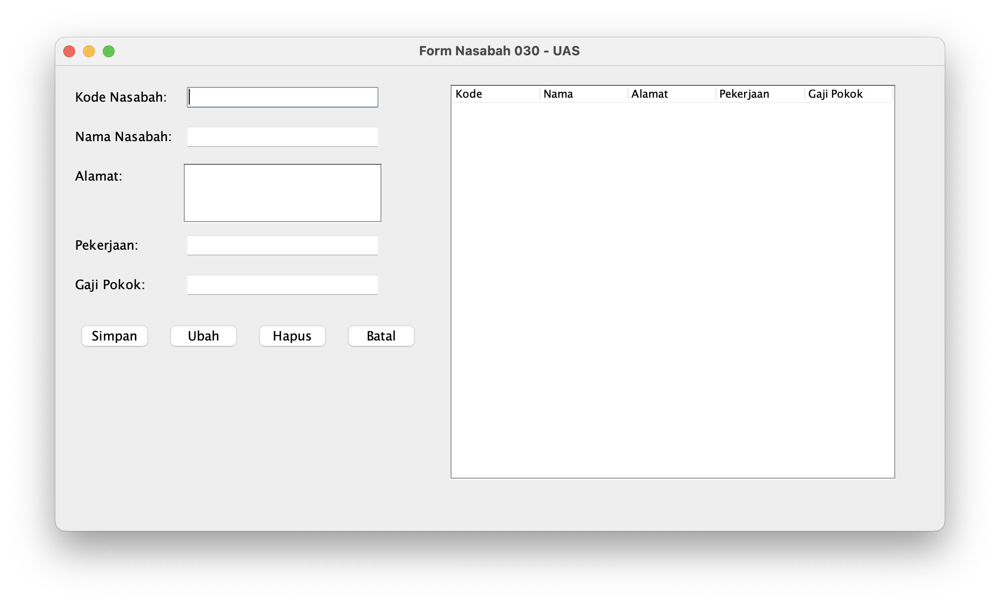 Form Nasabah 030 - UAS
Kode Nasabah:
Nama Nasabah:
Alamat:
Pekerjaan:
Gaji Pokok:
Simpan Ubah Hapus Batal
Kode Nama Alamat Pekerjaan Gaji Pokok